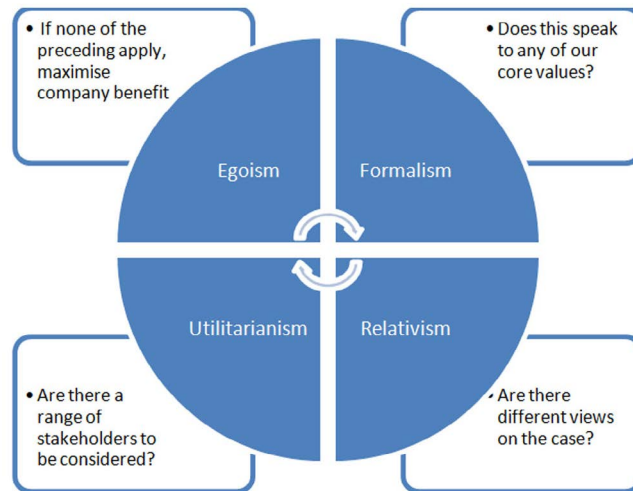 • If none of the
preceding apply,
maximise
company benefit
• Does this speak
to any of our
core values?
Egoism
Formalism
Utilitarianism
Relativism
• Are there a
range of
stakeholders to
be considered?
• Are there
different views
on the case?